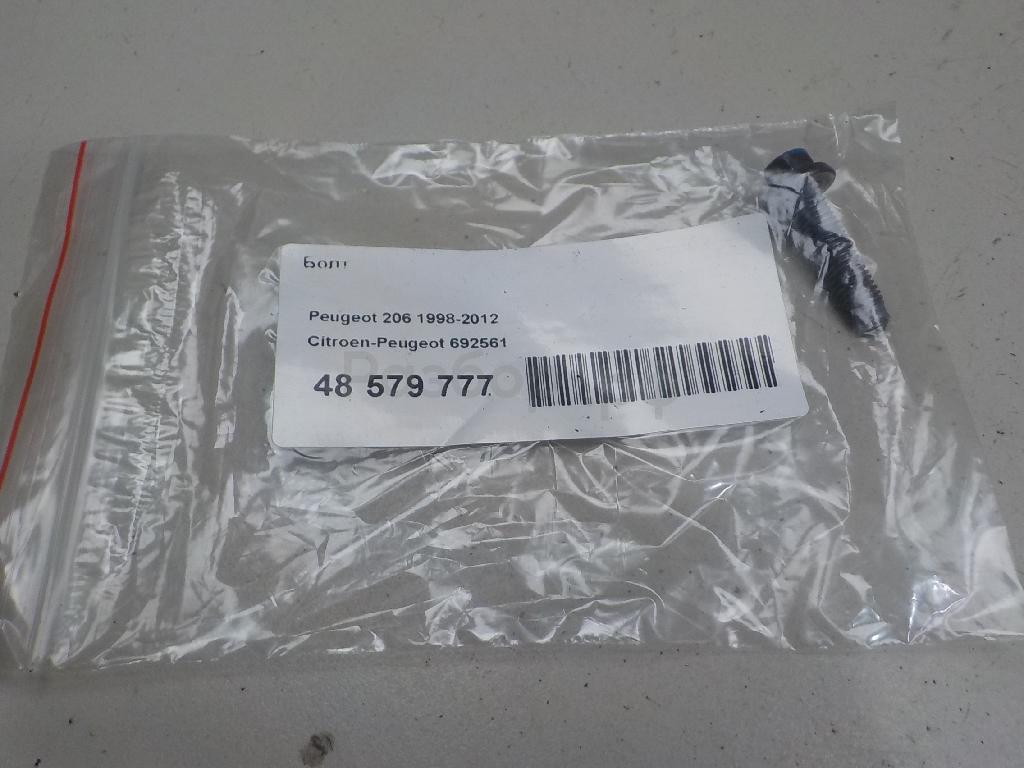 Болт
Peugeot 206 1998-2012
Citroen-Peugeot 692561
48 579 777